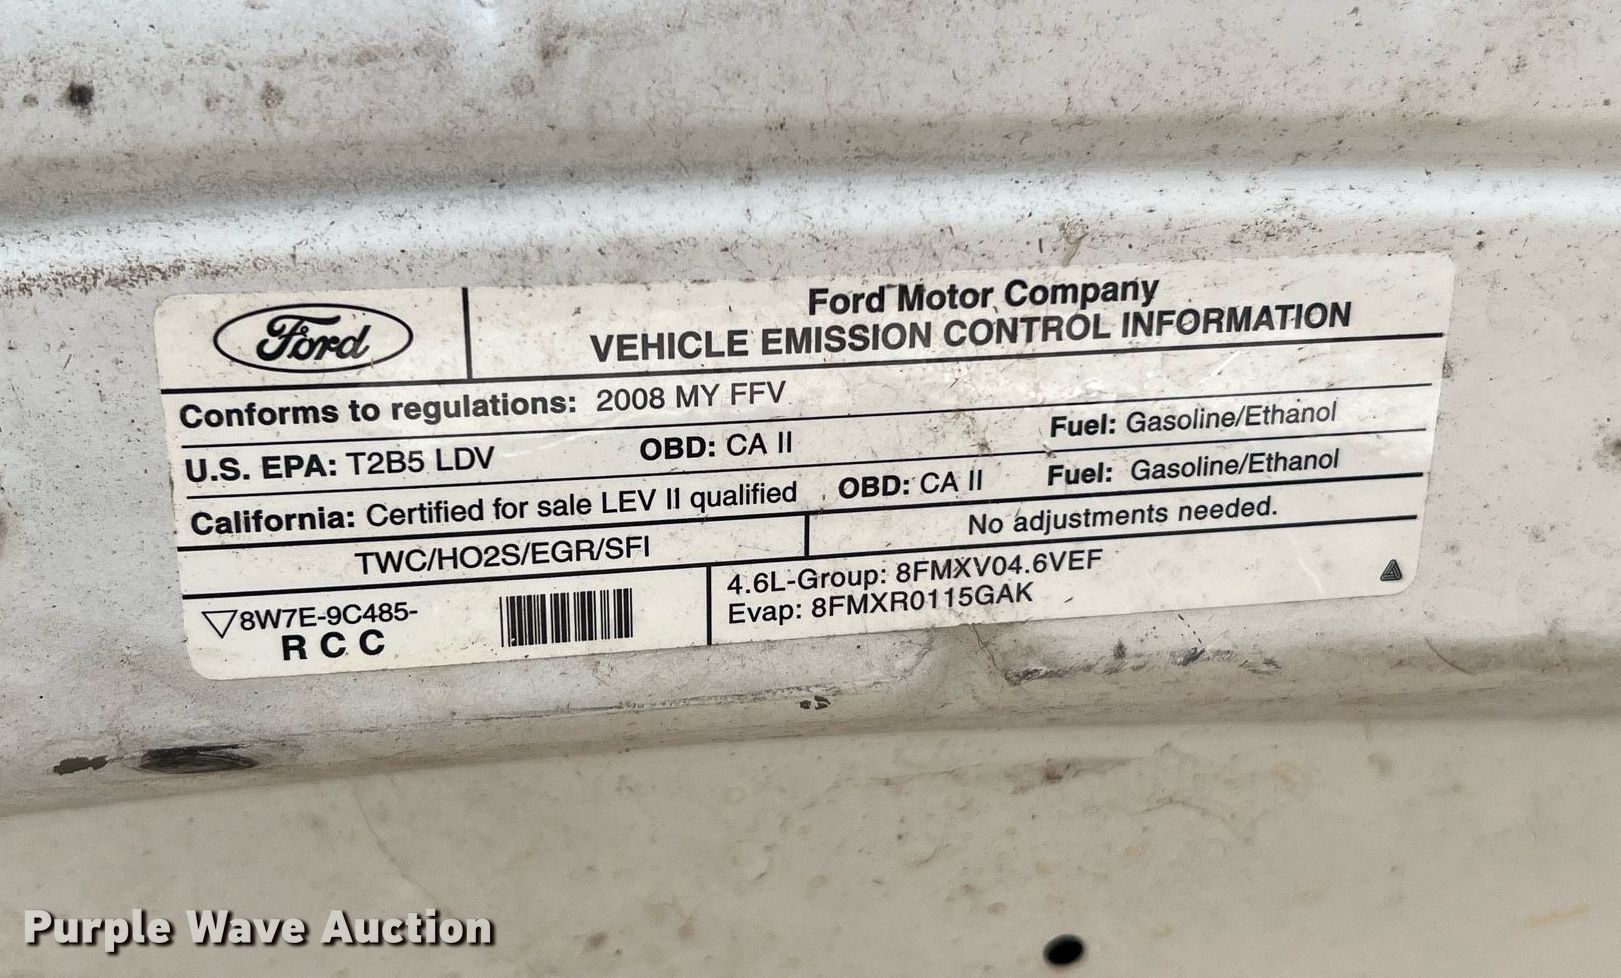 Ford
Ford Motor Company
VEHICLE EMISSION CONTROL INFORMATION
Conforms to regulations: 2008 MY FFV
U.S. EPA: T2B5 LDV OBD: CA II Fuel: Gasoline/Ethanol
California: Certified for sale LEV II qualified OBD: CA II Fuel: Gasoline/Ethanol
TWC/HO2S/EGR/SFI No adjustments needed.
8W7E-9C485-
RCC
4.6L-Group: 8FMXV04.6VEF
Evap: 8FMXR0115GAK
Purple Wave Auction